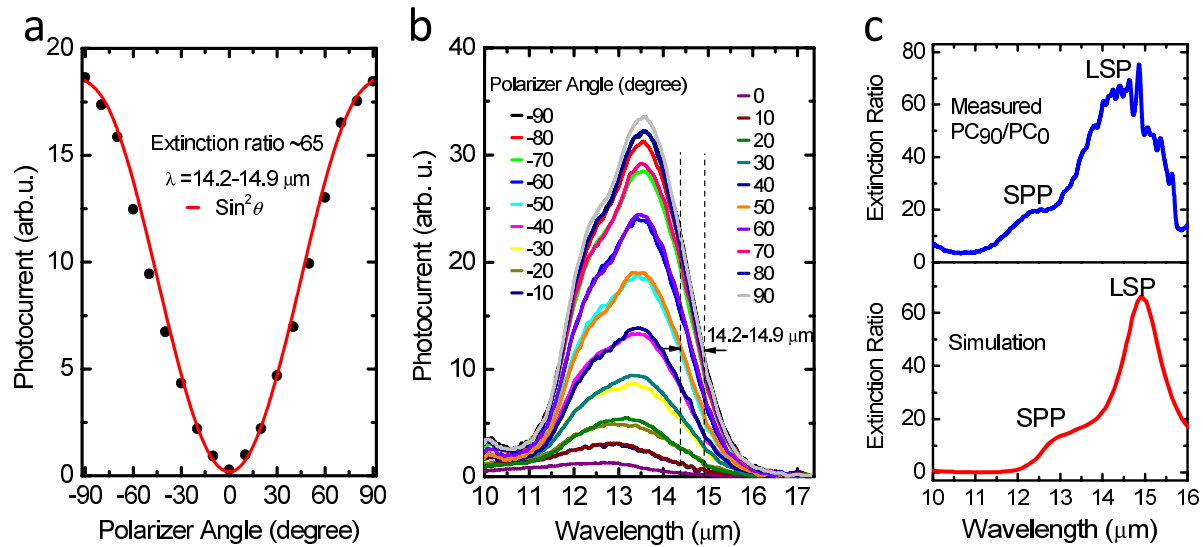 a
20
15
10
5
0
Photocurrent (arb. u.)
Extinction ratio ~65
λ =14.2-14.9 μm
Sin²θ
-90 -60 -30 0 30 60 90
Polarizer Angle (degree)
b
40
30
20
10
0
Photocurrent (arb. u.)
Polarizer Angle (degree)
-90
-80
-70
-60
-50
-40
-30
-20
-10
0
10
20
30
40
50
60
70
80
90
14.2-14.9 μm
10 11 12 13 14 15 16 17
Wavelength (μm)
c
80
60
40
20
0
Extinction Ratio
LSP
Measured
PC₉₀/PC₀
SPP
60
40
20
0
Extinction Ratio
LSP
Simulation
SPP
10 11 12 13 14 15 16
Wavelength (μm)